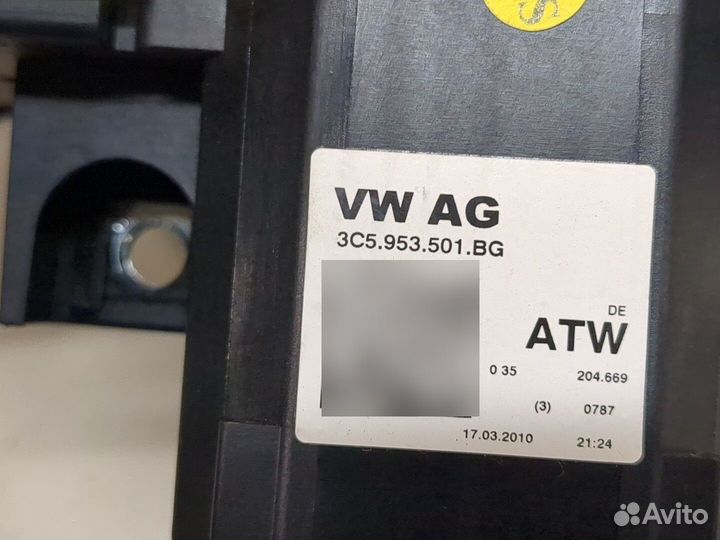 VW AG
3C5.953.501.BG
DE
ATW
0 35 204.669
(3) 0787
17.03.2010 21:24
Avito